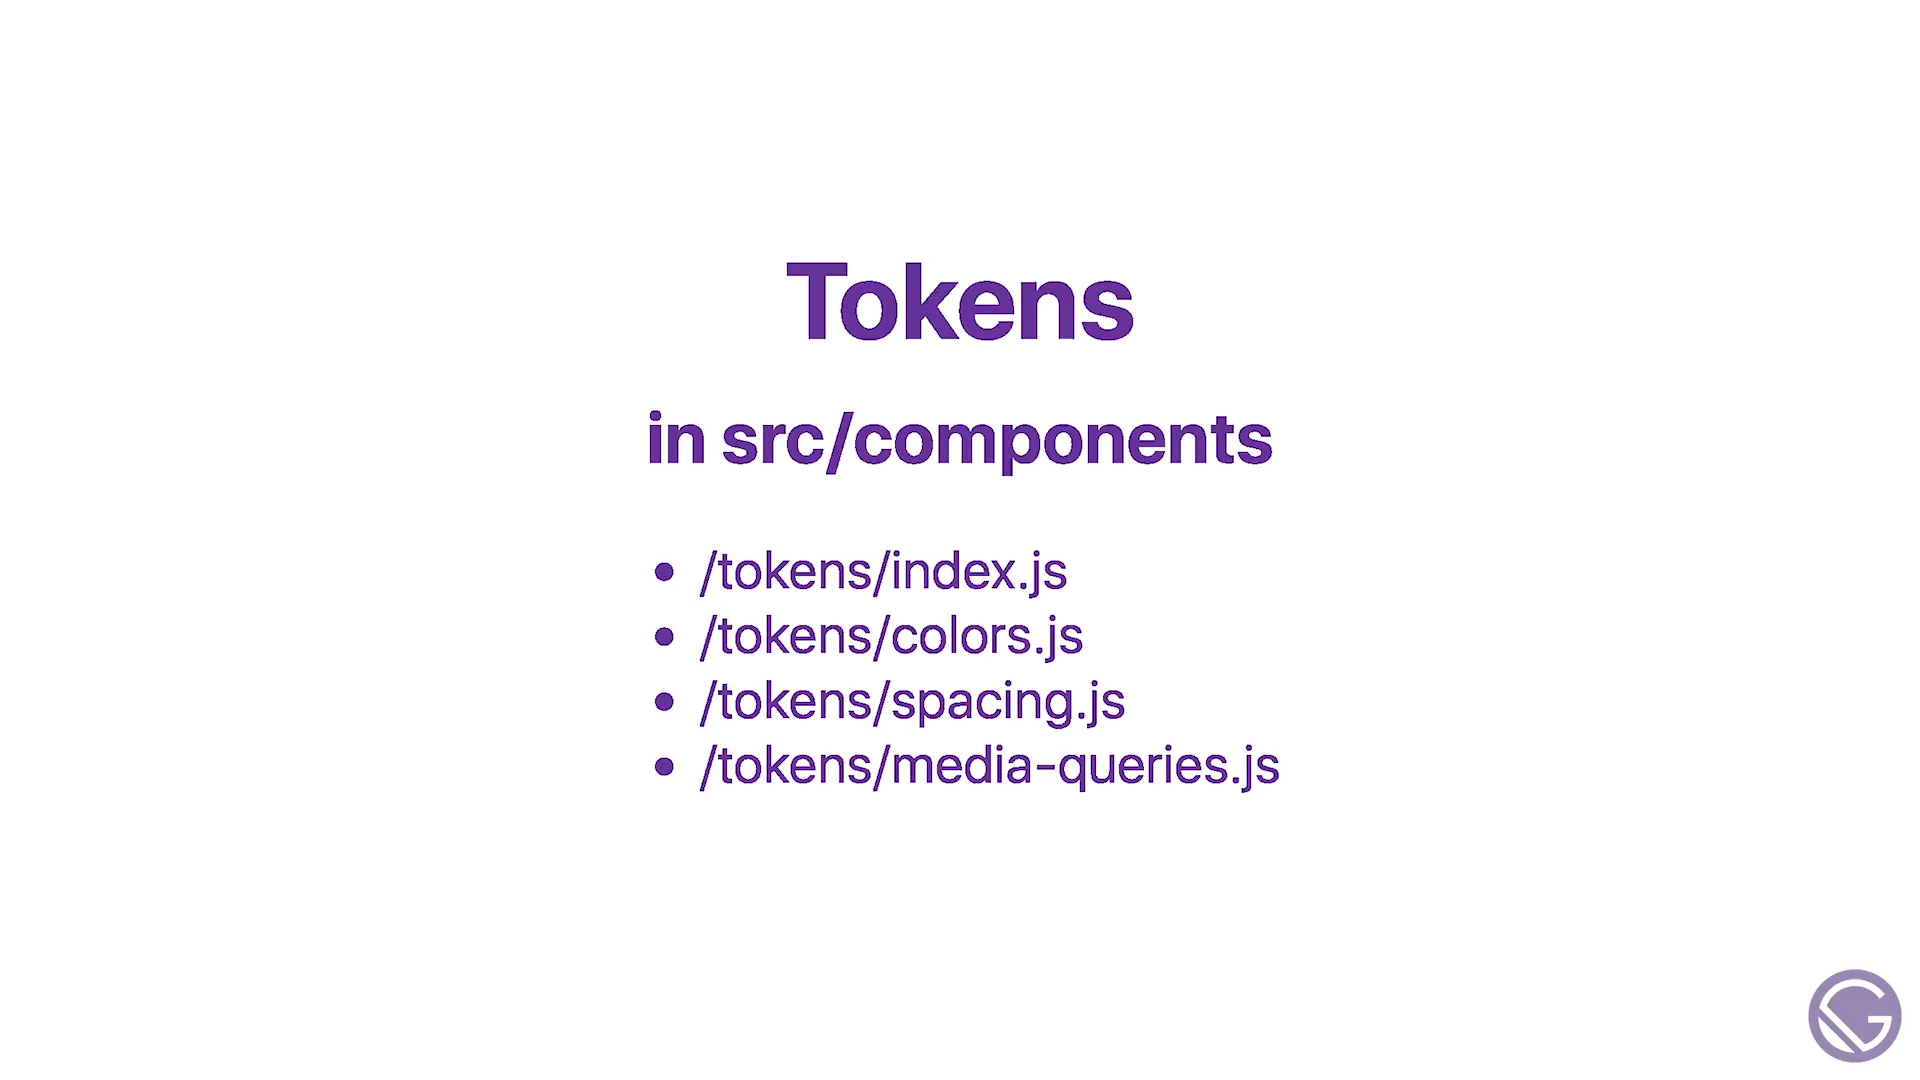 Tokens
in src/components
• /tokens/index.js
• /tokens/colors.js
• /tokens/spacing.js
• /tokens/media-queries.js